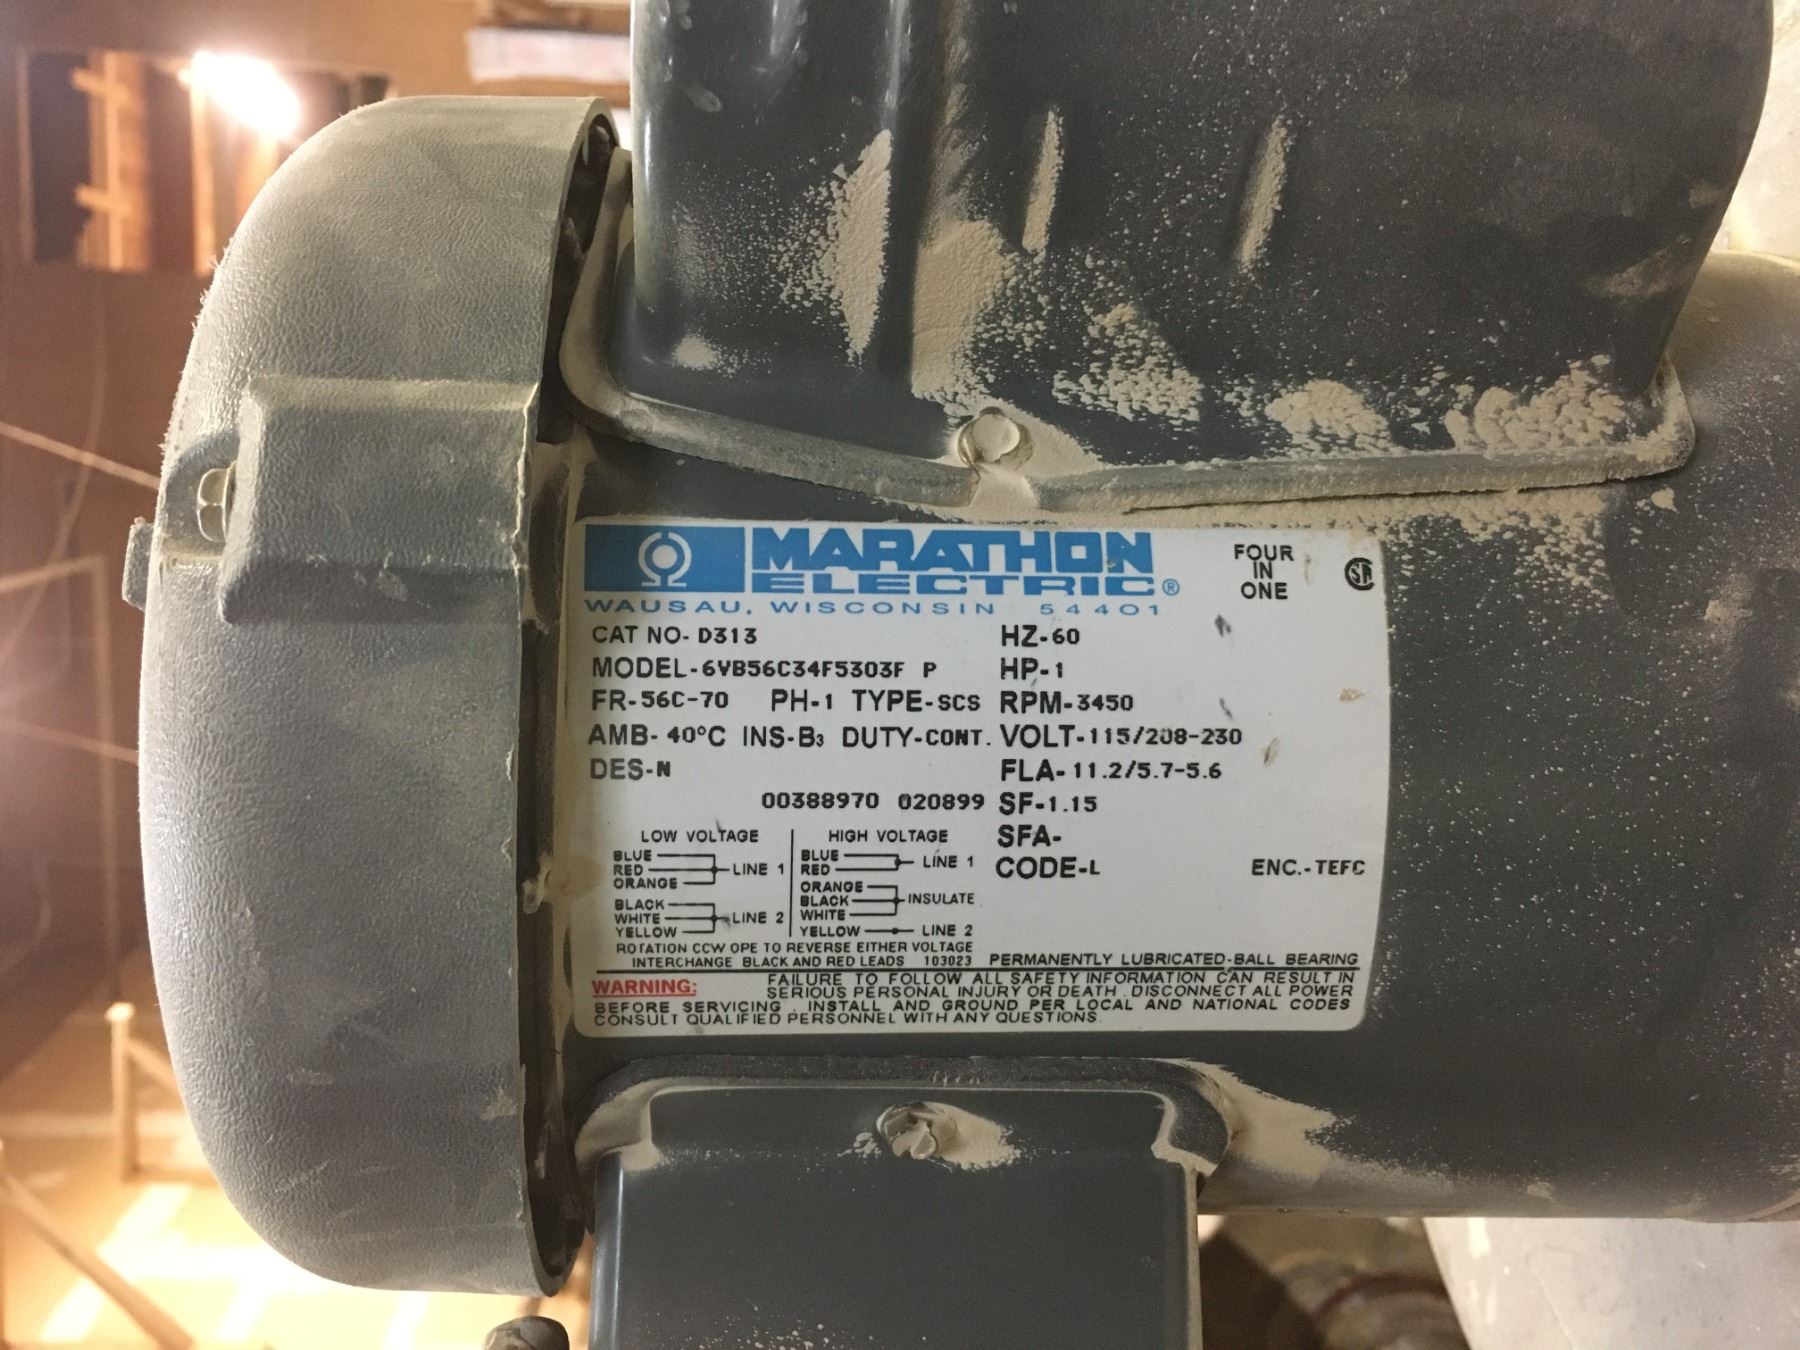 MARATHON
ELECTRIC®
WAUSAU, WISCONSIN 54401
FOUR
IN
ONE
CAT NO- D313
HZ-60
MODEL-6VB56C34F5303F P
HP-1
FR-56C-70 PH-1 TYPE-SCS
RPM-3450
AMB-40°C INS-B3 DUTY-CONT.
VOLT-115/208-230
DES-N
FLA-11.2/5.7-5.6
00388970 020899
SF-1.15
SFA-
CODE-L
ENC.-TEFC
LOW VOLTAGE
BLUE
RED
ORANGE
LINE 1
BLACK
WHITE
YELLOW
LINE 2
HIGH VOLTAGE
BLUE
RED
LINE 1
ORANGE
BLACK
WHITE
INSULATE
YELLOW
LINE 2
ROTATION CCW OPE TO REVERSE EITHER VOLTAGE
INTERCHANGE BLACK AND RED LEADS 103023
PERMANENTLY LUBRICATED-BALL BEARING
WARNING: FAILURE TO FOLLOW ALL SAFETY INFORMATION CAN RESULT IN
SERIOUS PERSONAL INJURY OR DEATH. DISCONNECT ALL POWER
BEFORE SERVICING. INSTALL AND GROUND PER LOCAL AND NATIONAL CODES
CONSULT QUALIFIED PERSONNEL WITH ANY QUESTIONS.